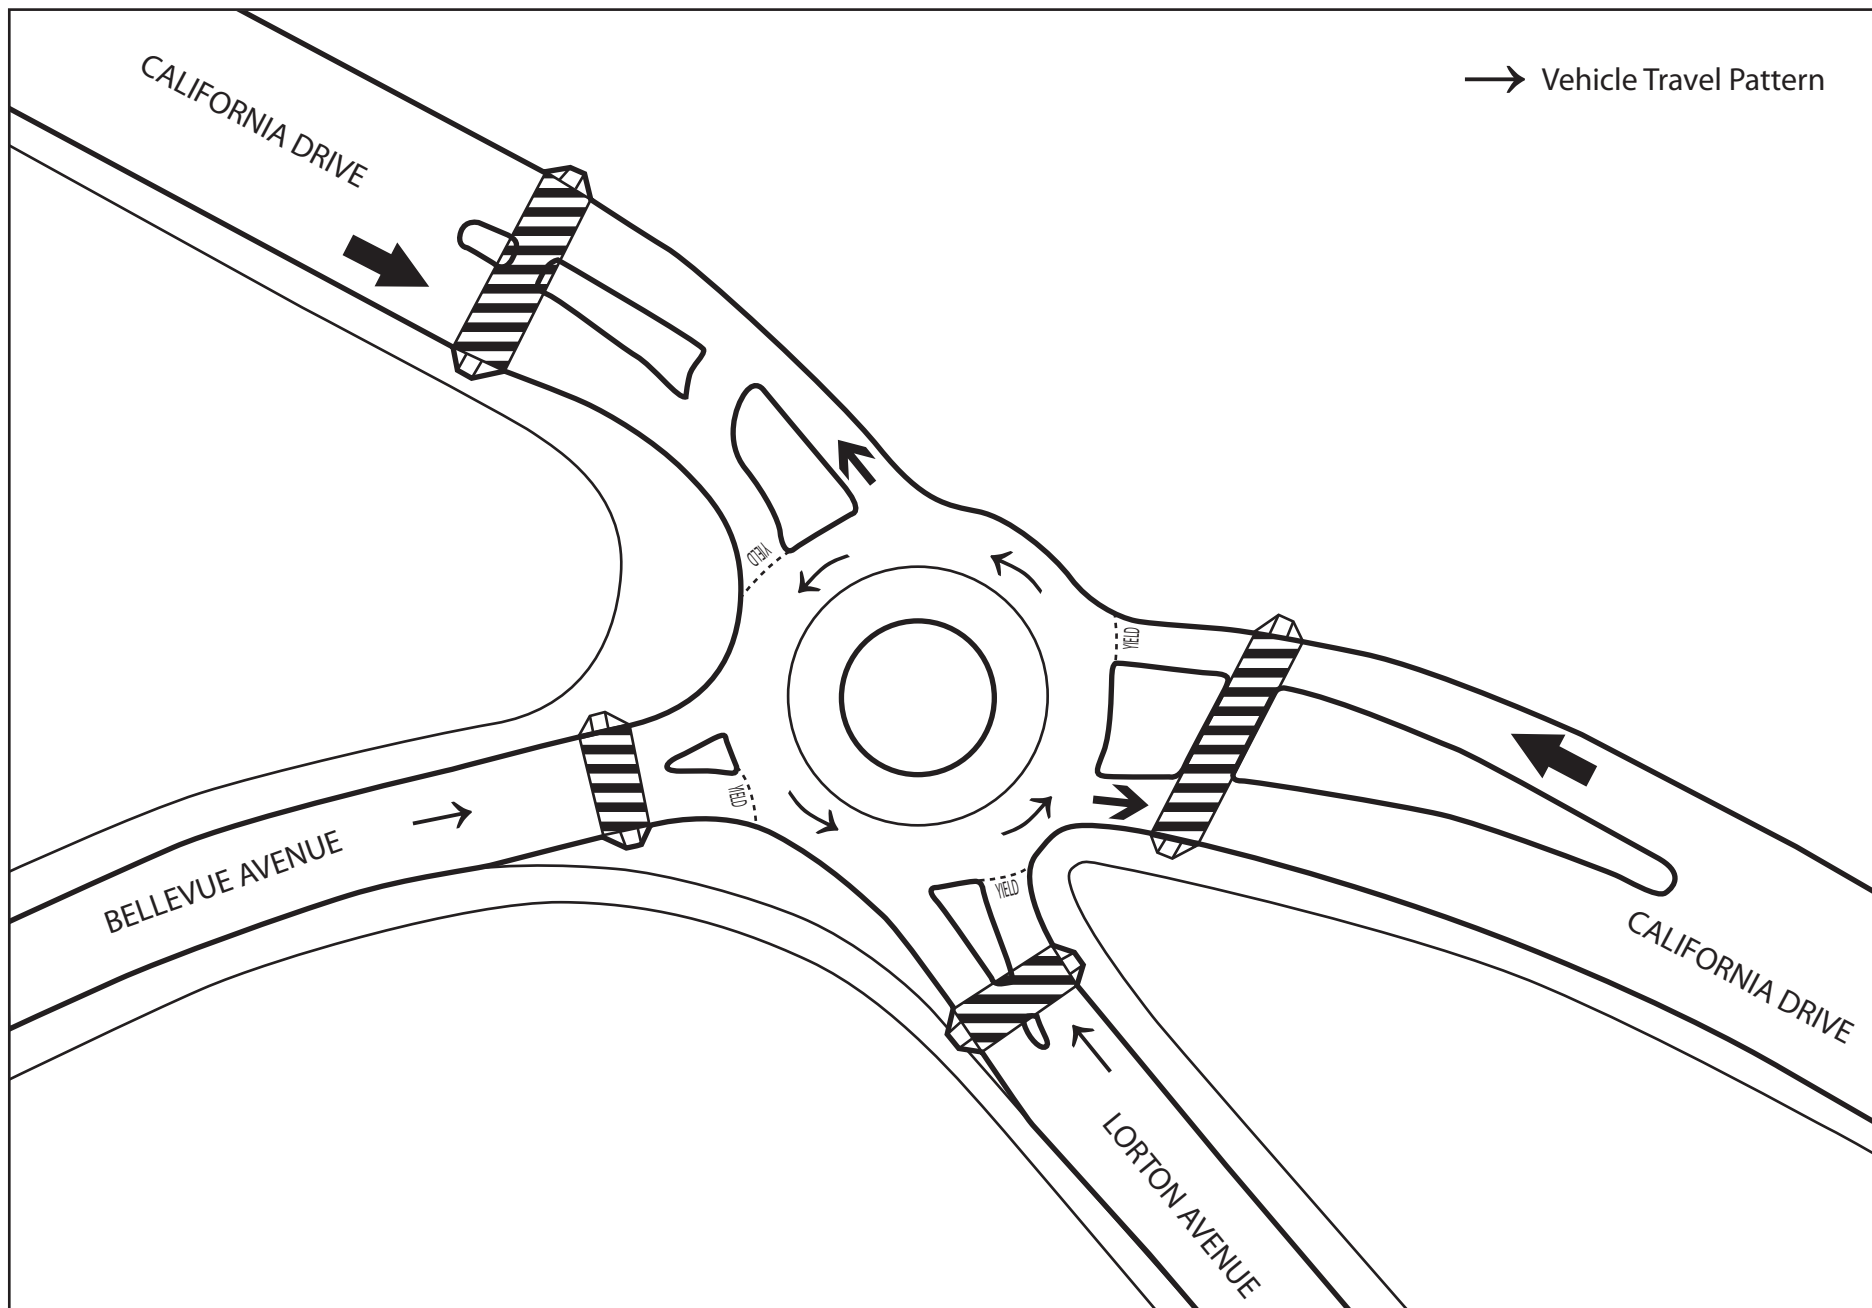 CALIFORNIA DRIVE
Vehicle Travel Pattern
YIELD
YIELD
YIELD
BELLEVUE AVENUE
YIELD
CALIFORNIA DRIVE
LORTON AVENUE